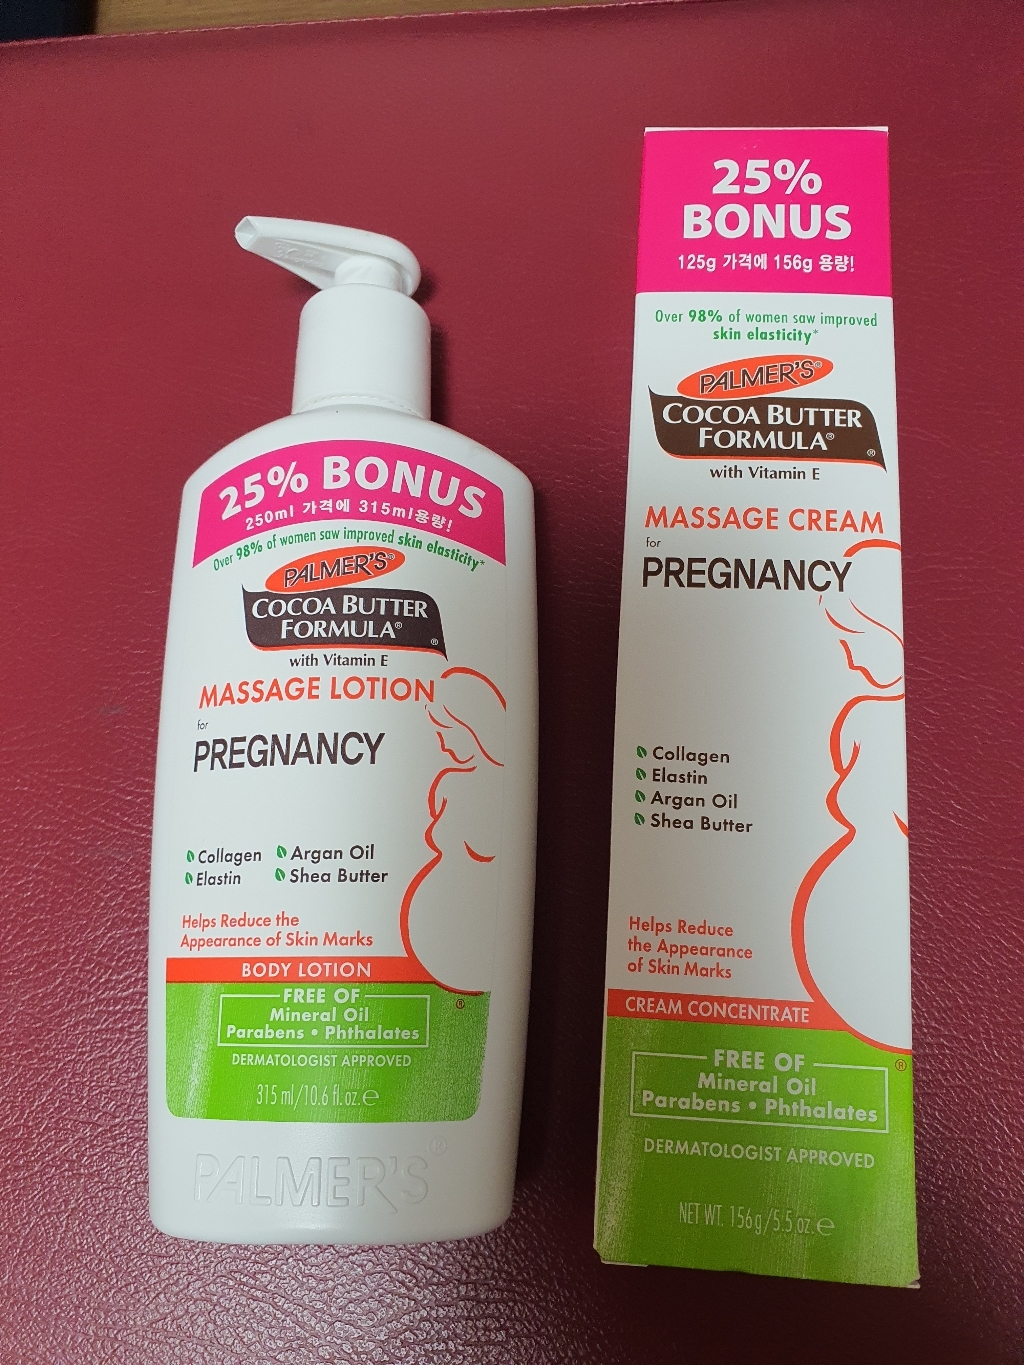 25% BONUS
250ml 가격에 315ml용량!
Over 98% of women saw improved skin elasticity*
PALMER'S®
COCOA BUTTER
FORMULA®
®
with Vitamin E
MASSAGE LOTION
for
PREGNANCY
Collagen Argan Oil
Elastin Shea Butter
Helps Reduce the
Appearance of Skin Marks
BODY LOTION
®
FREE OF
Mineral Oil
Parabens • Phthalates
DERMATOLOGIST APPROVED
315 ml/10.6 fl. oz. e
PALMER'S®
25%
BONUS
125g 가격에 156g 용량!
Over 98% of women saw improved
skin elasticity*
PALMER'S®
COCOA BUTTER
FORMULA®
®
with Vitamin E
MASSAGE CREAM
for
PREGNANCY
Collagen
Elastin
Argan Oil
Shea Butter
Helps Reduce
the Appearance
of Skin Marks
CREAM CONCENTRATE
®
FREE OF
Mineral Oil
Parabens • Phthalates
DERMATOLOGIST APPROVED
NET WT. 156g/5.5 oz. e